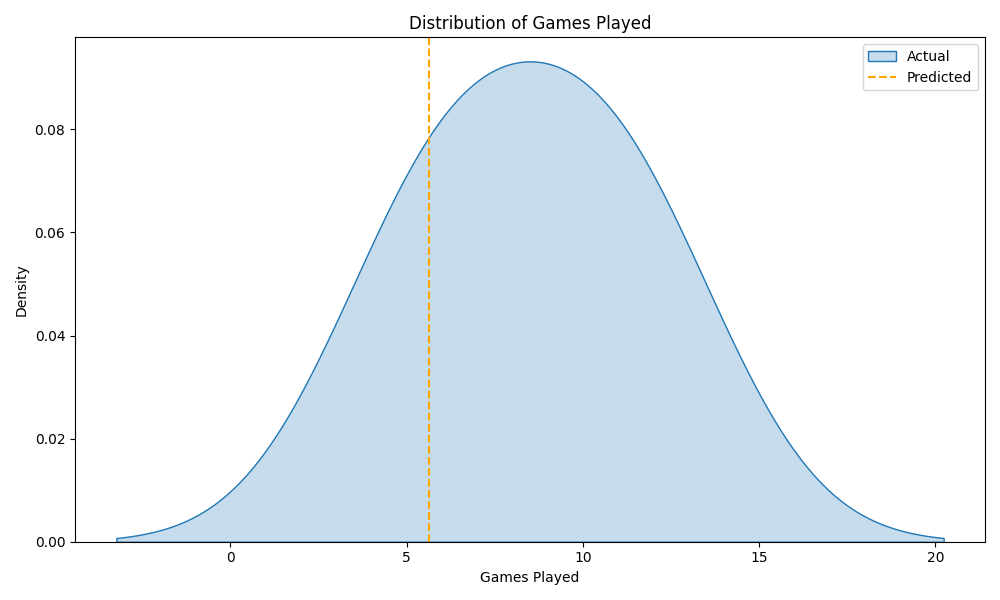 Distribution of Games Played
Actual
Predicted
Density
0.08
0.06
0.04
0.02
0.00
0 5 10 15 20
Games Played